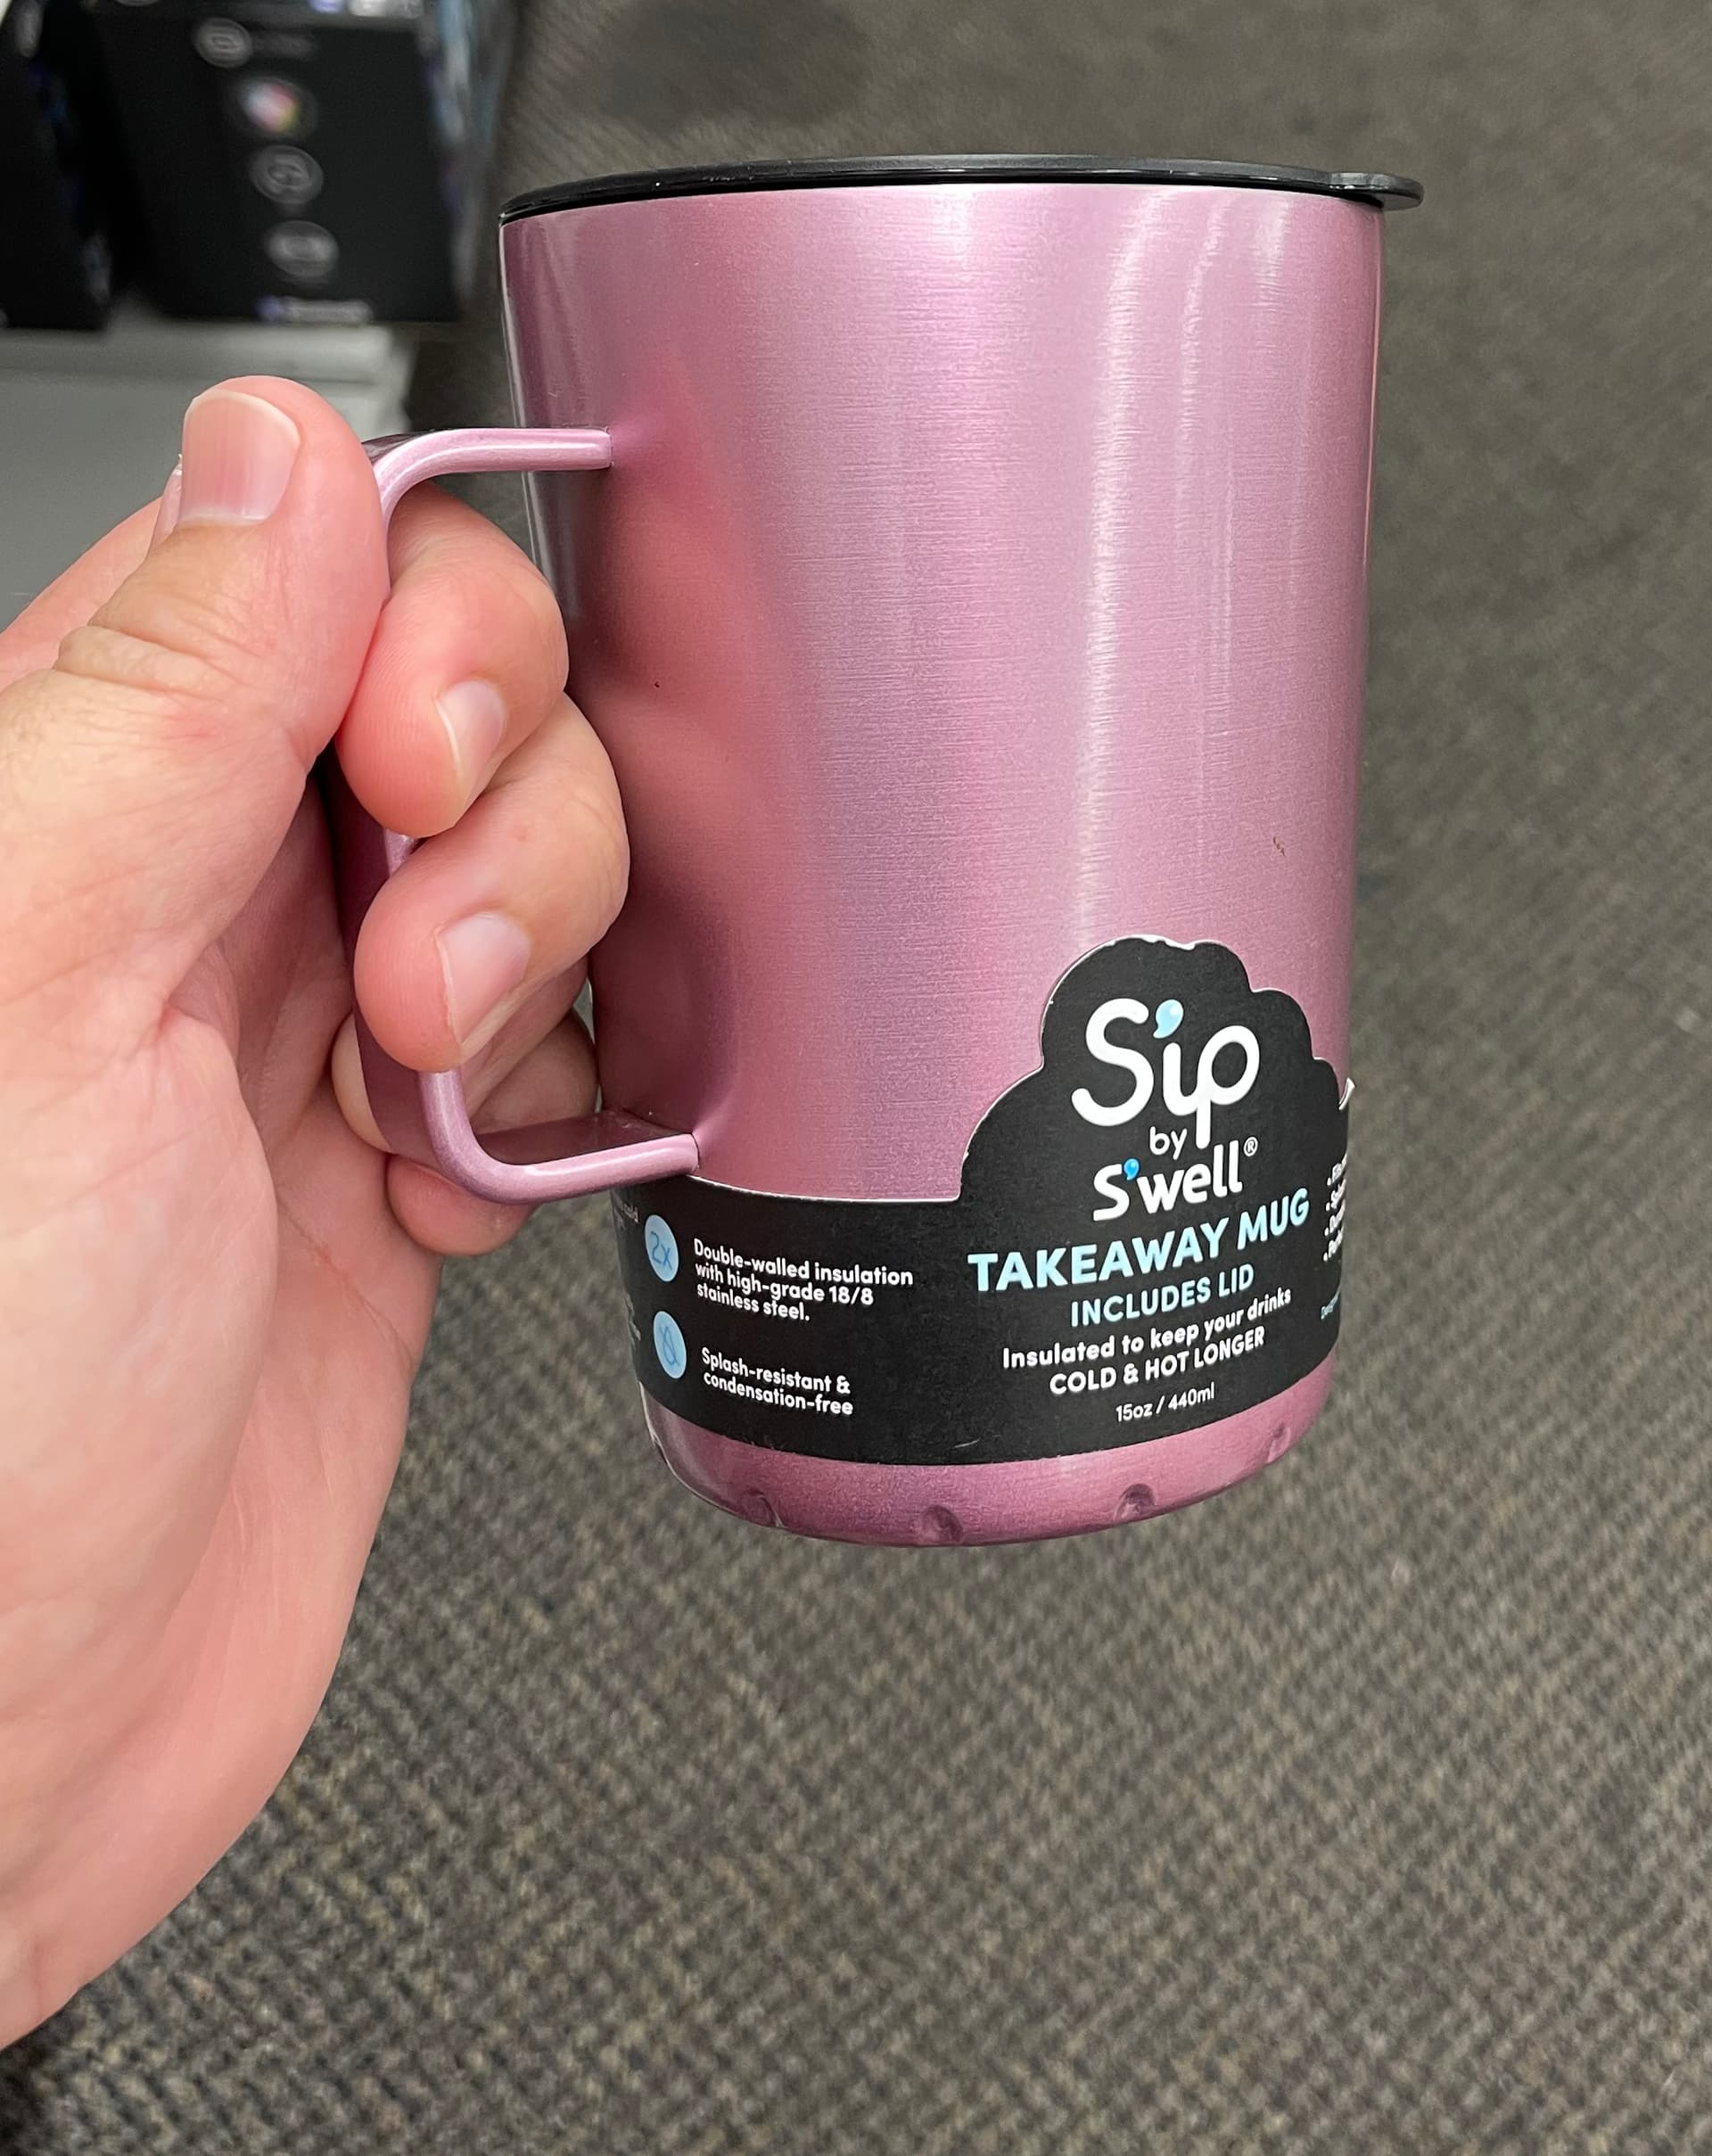 S'ip
by
S'well®
TAKEAWAY MUG
INCLUDES LID
Insulated to keep your drinks
COLD & HOT LONGER
15oz / 440ml
2x
Double-walled insulation
with high-grade 18/8
stainless steel.
Splash-resistant &
condensation-free